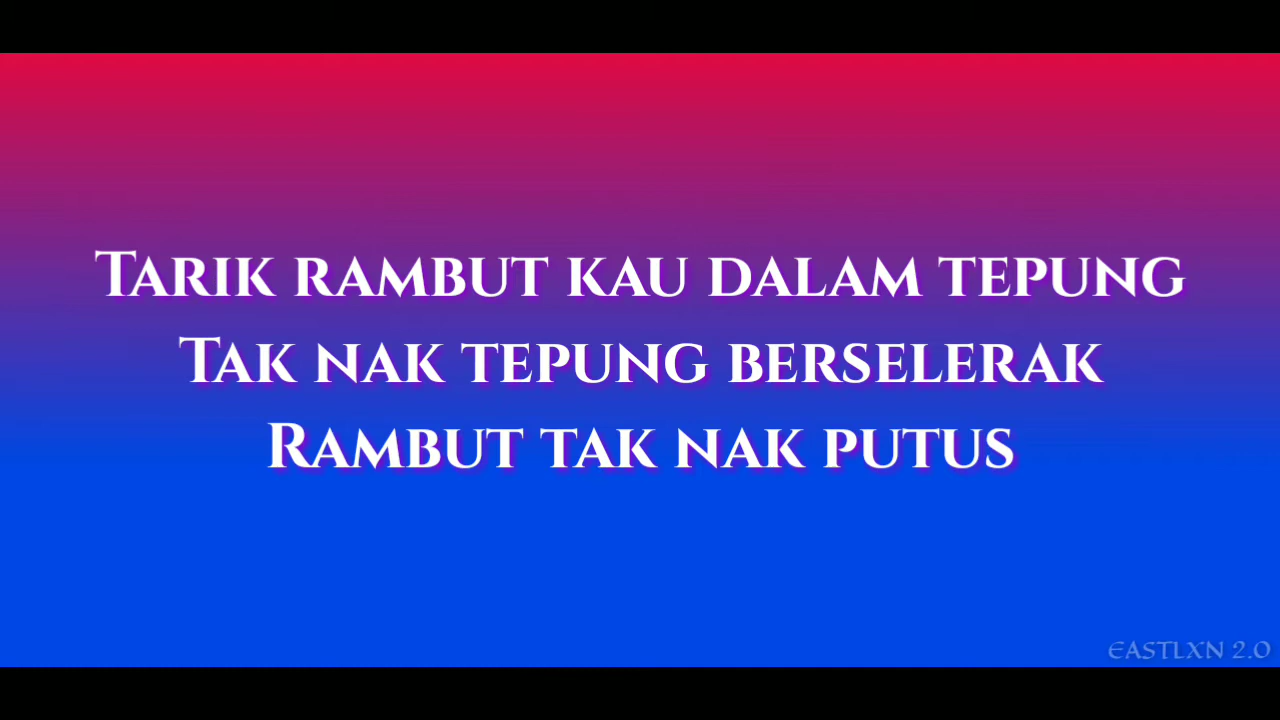 Tarik rambut kau dalam tepung
Tak nak tepung berselerak
Rambut tak nak putus
EASTLXN 2.0